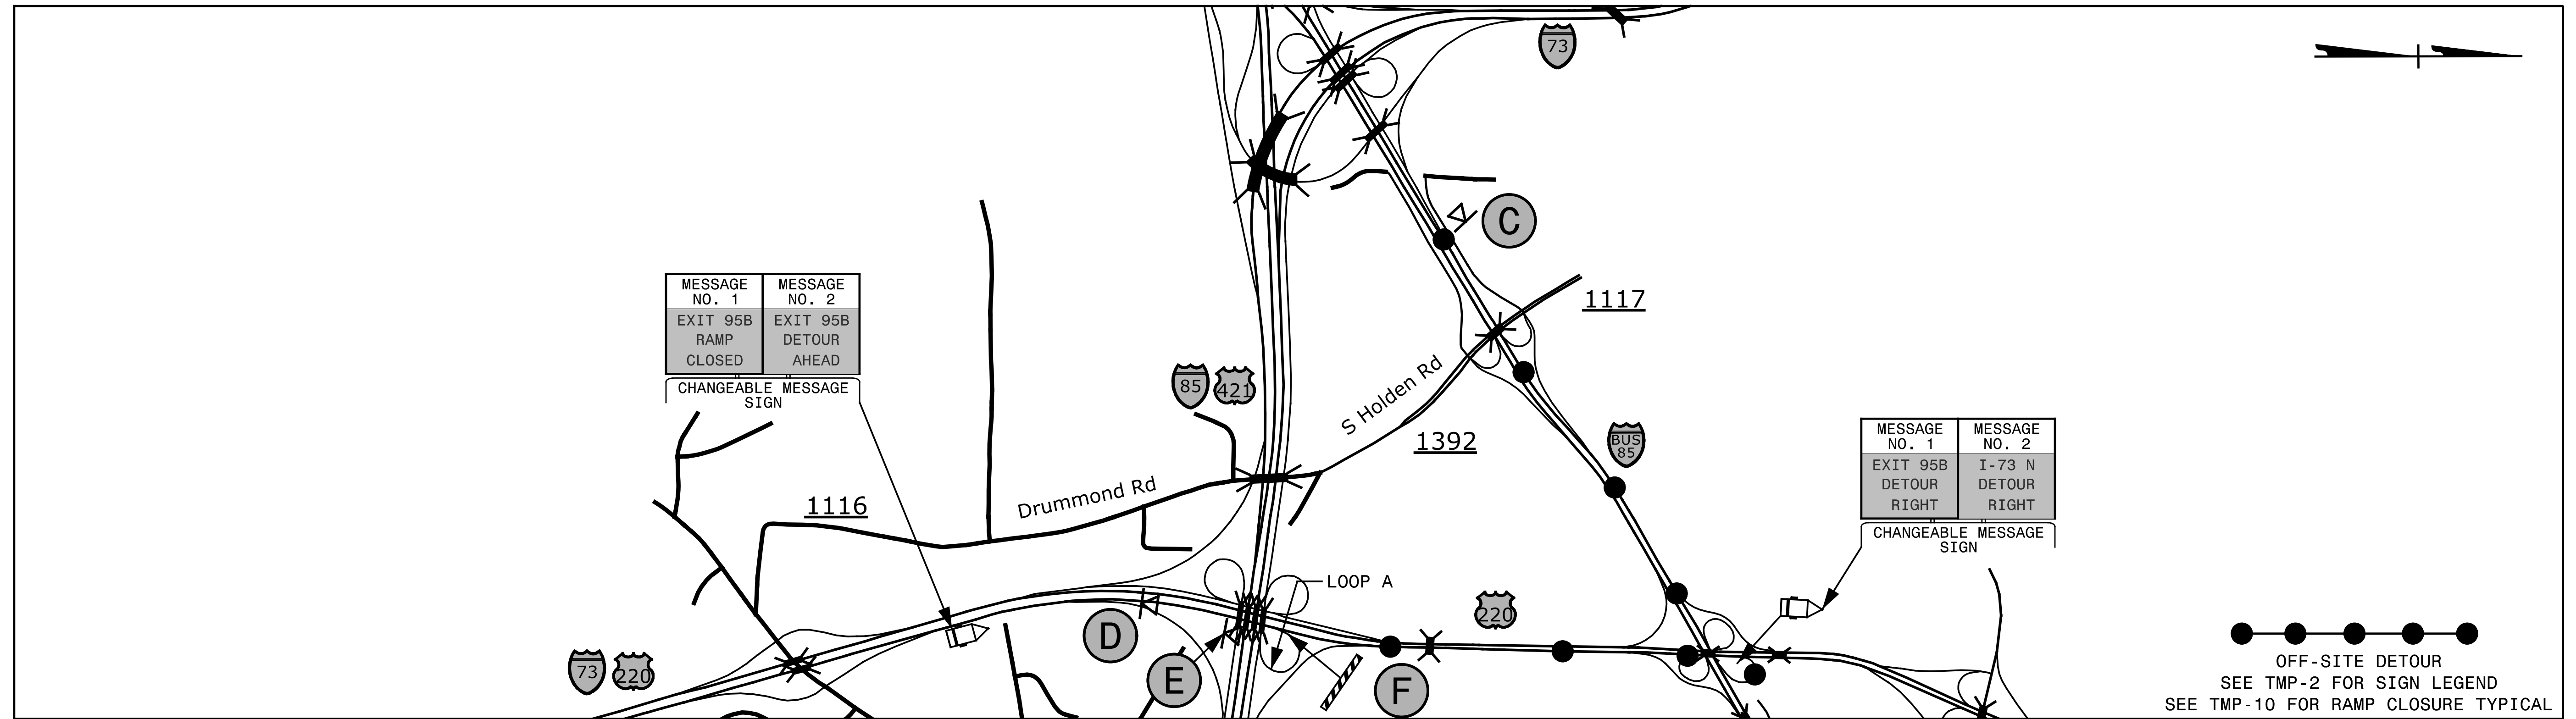 73
C
1117
MESSAGE NO. 1
MESSAGE NO. 2
EXIT 95B RAMP CLOSED
EXIT 95B DETOUR AHEAD
CHANGEABLE MESSAGE
SIGN
85
421
S Holden Rd
1392
BUS
85
MESSAGE NO. 1
MESSAGE NO. 2
EXIT 95B DETOUR RIGHT
I-73 N DETOUR RIGHT
CHANGEABLE MESSAGE
SIGN
Drummond Rd
1116
LOOP A
220
D
E
F
73
220
OFF-SITE DETOUR
SEE TMP-2 FOR SIGN LEGEND
SEE TMP-10 FOR RAMP CLOSURE TYPICAL